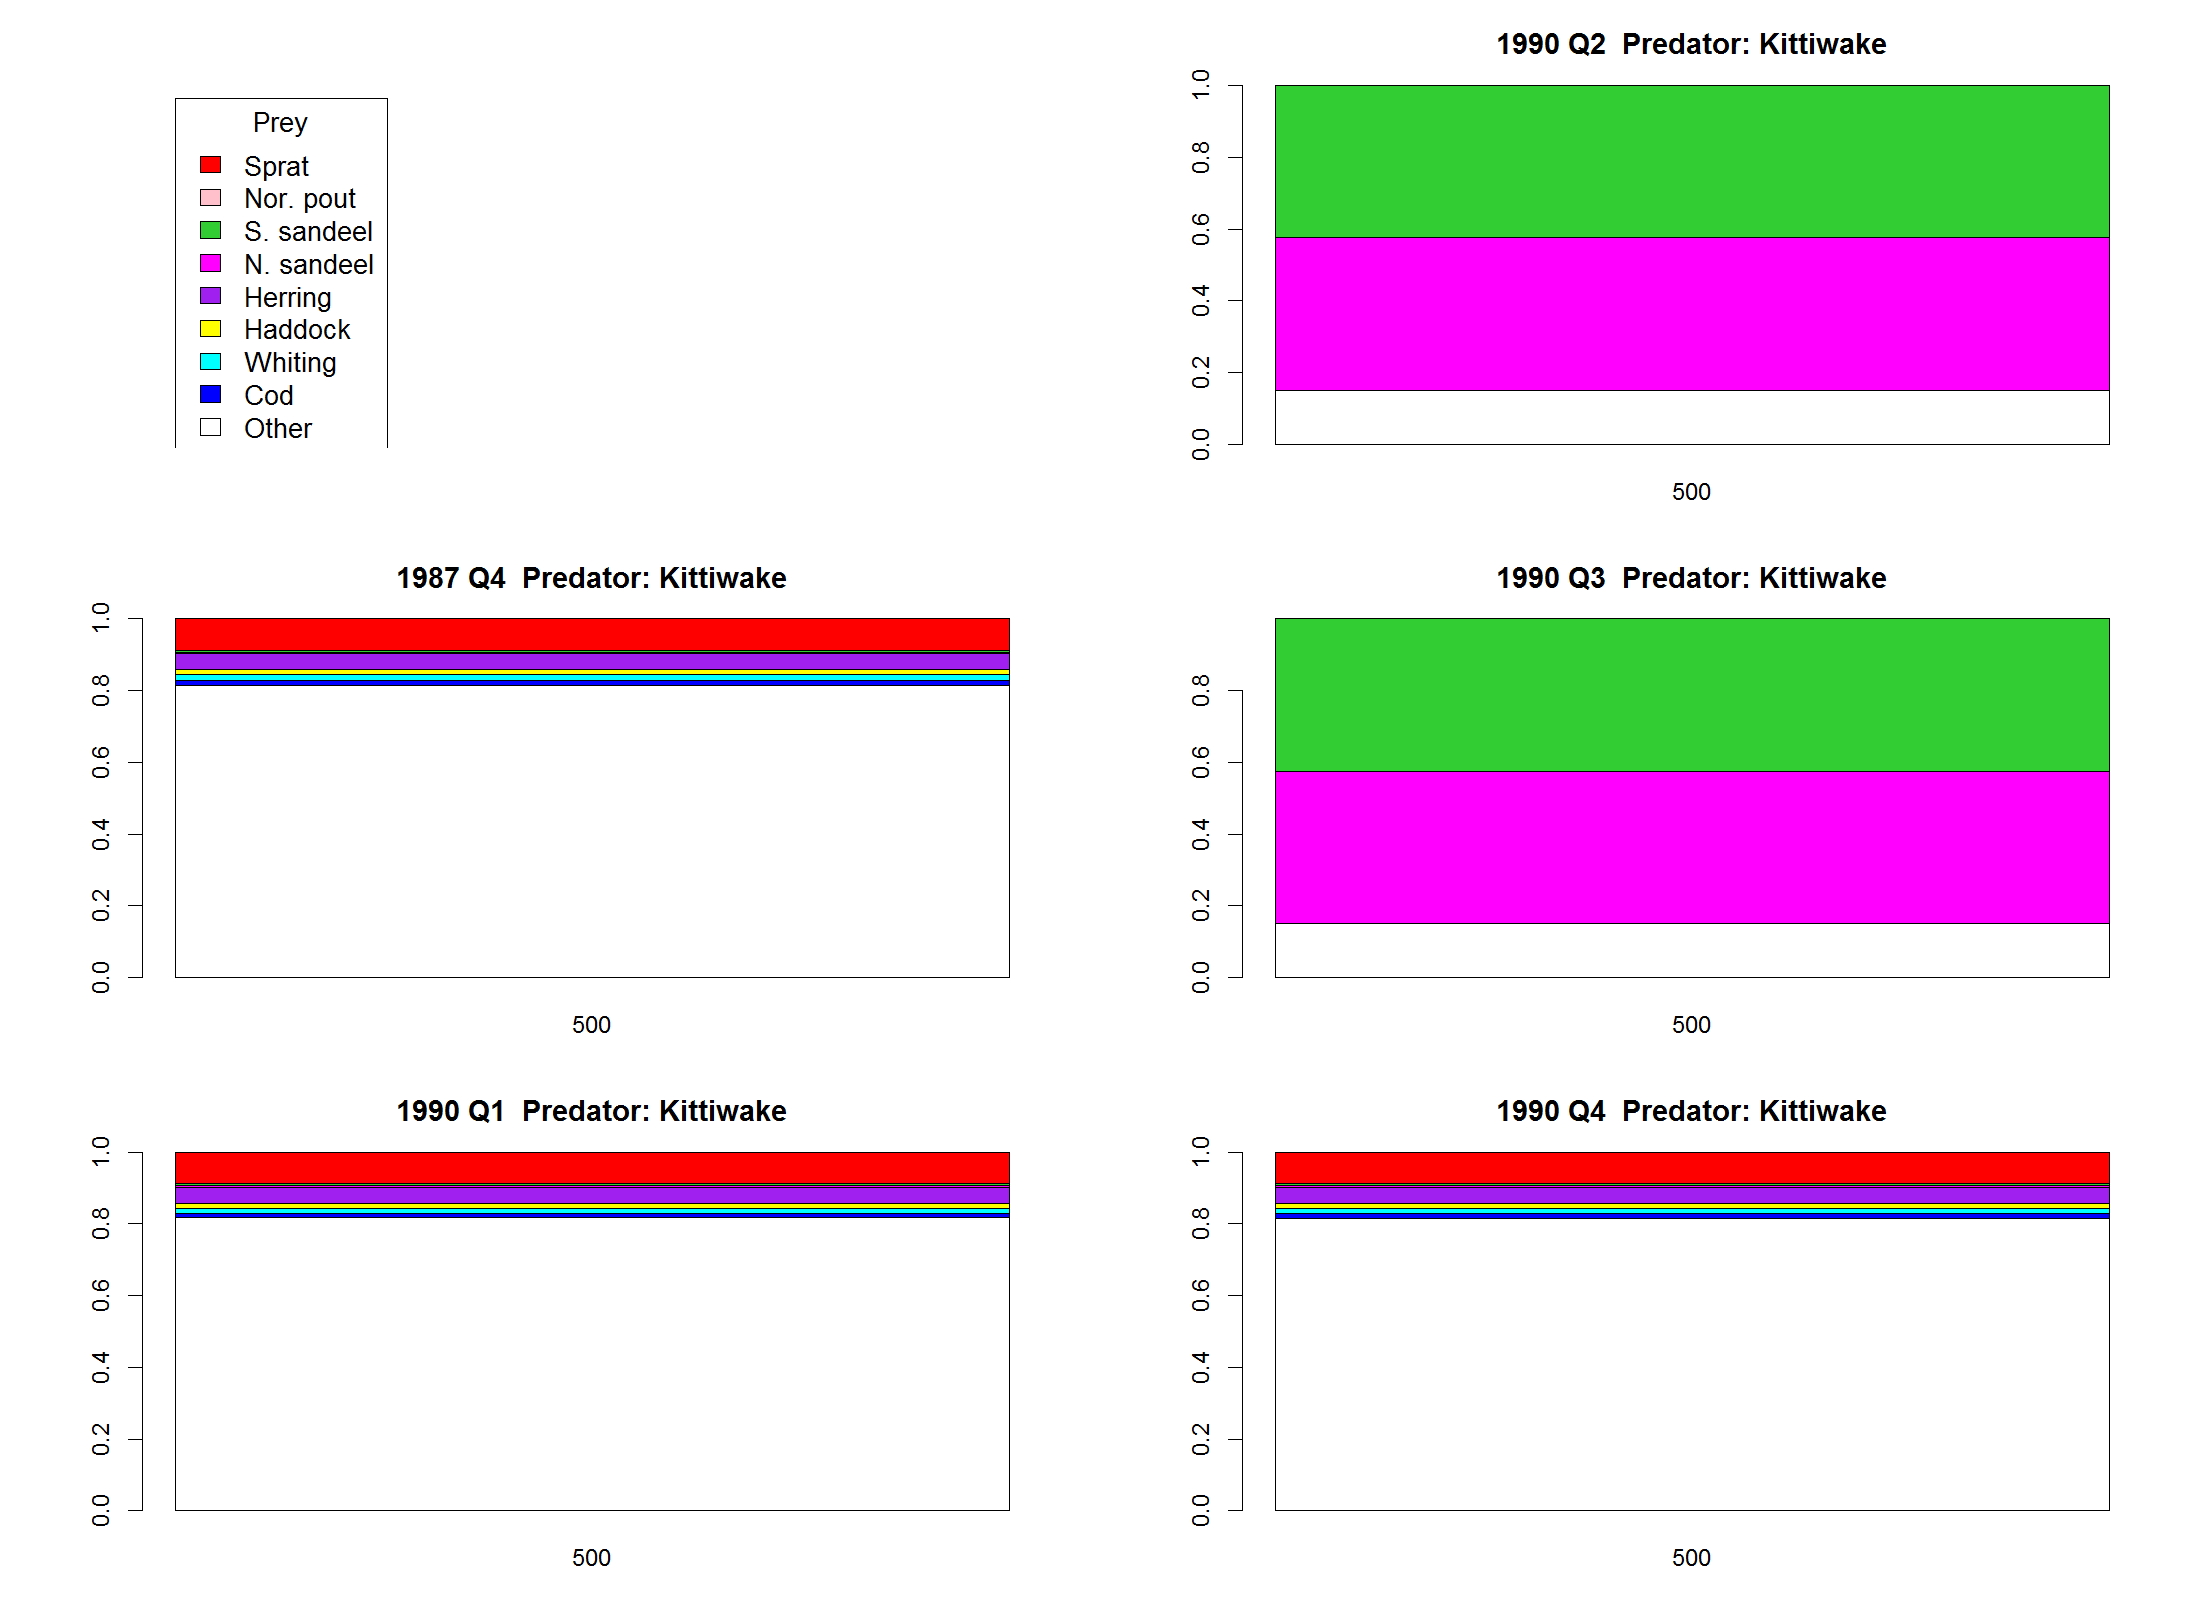 Prey
Sprat
Nor. pout
S. sandeel
N. sandeel
Herring
Haddock
Whiting
Cod
Other
1990 Q2  Predator: Kittiwake
1.0
0.8
0.6
0.4
0.2
0.0
500
1987 Q4  Predator: Kittiwake
1.0
0.8
0.6
0.4
0.2
0.0
500
1990 Q3  Predator: Kittiwake
0.8
0.6
0.4
0.2
0.0
500
1990 Q1  Predator: Kittiwake
1.0
0.8
0.6
0.4
0.2
0.0
500
1990 Q4  Predator: Kittiwake
1.0
0.8
0.6
0.4
0.2
0.0
500